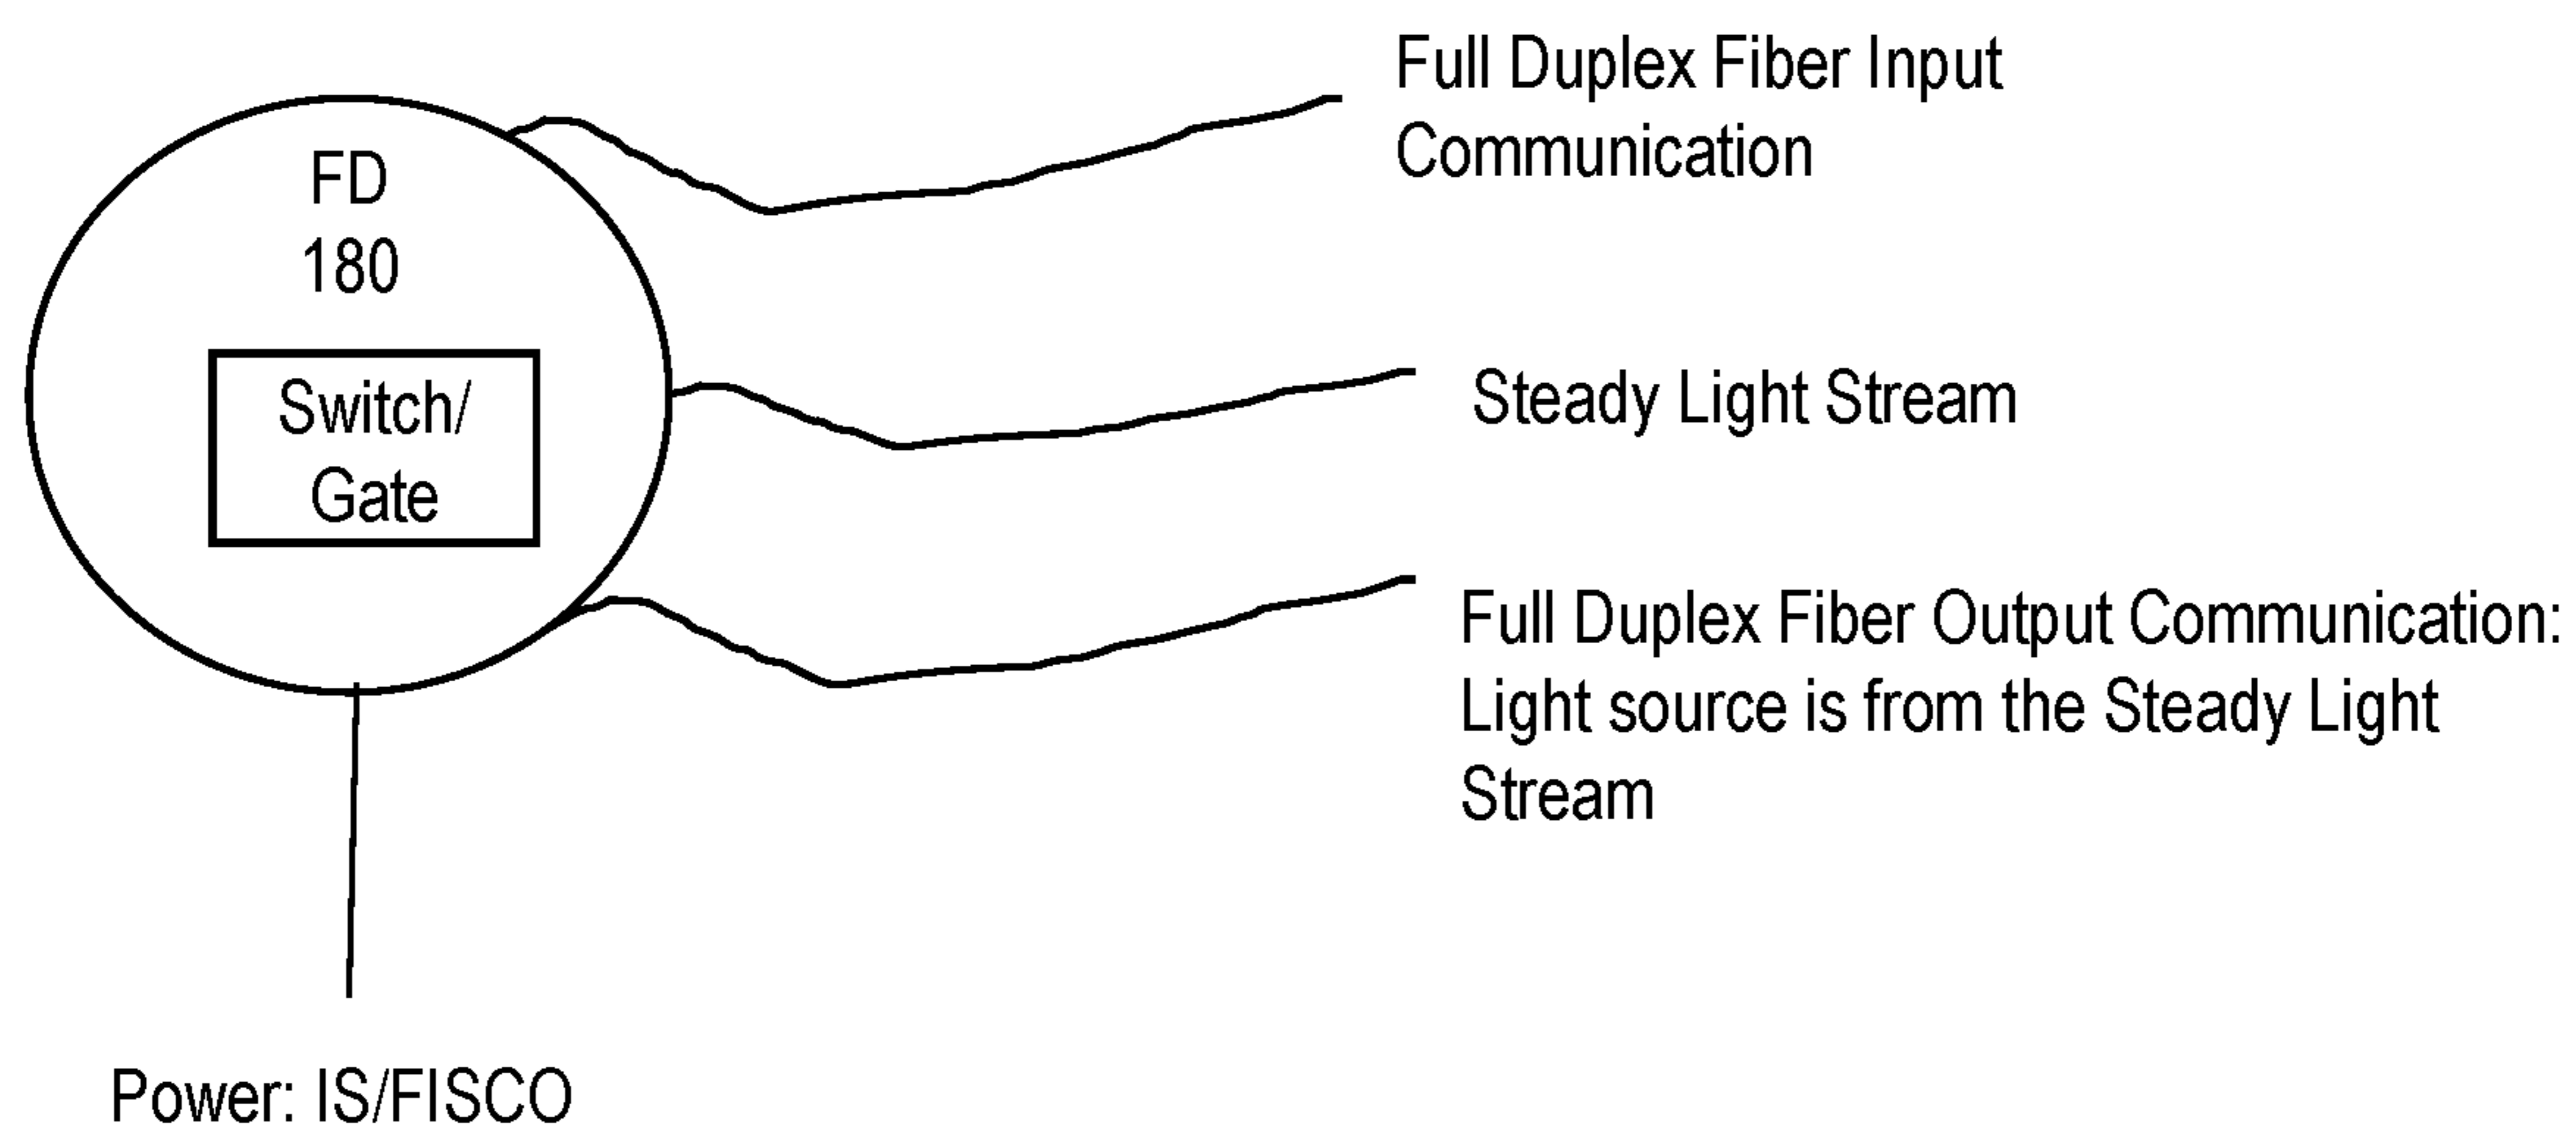 Full Duplex Fiber Input
Communication
FD
180
Switch/
Gate
Steady Light Stream
Full Duplex Fiber Output Communication:
Light source is from the Steady Light
Stream
Power: IS/FISCO